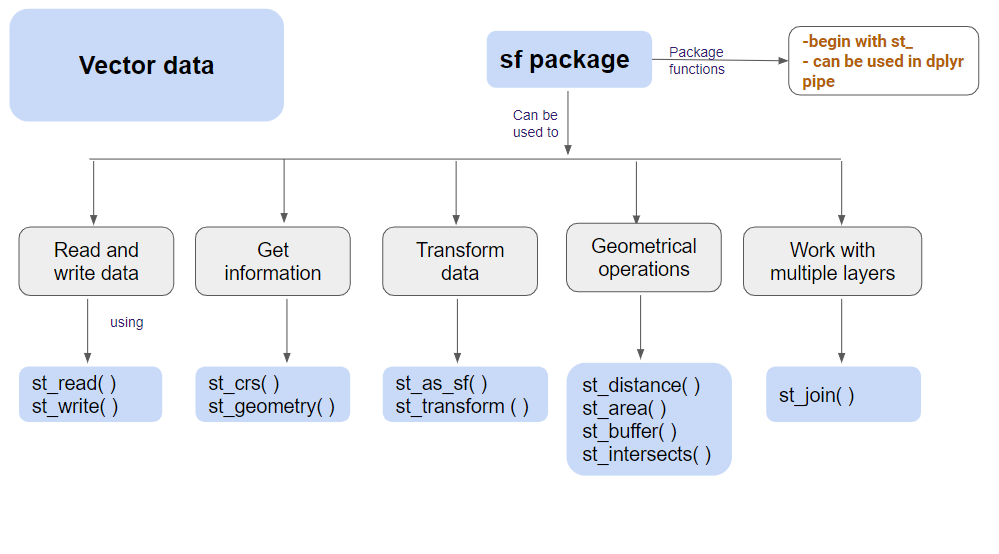 Vector data
sf package
Package
functions
-begin with st_
- can be used in dplyr
pipe
Can be
used to
Read and
write data
Get
information
Transform
data
Geometrical
operations
Work with
multiple layers
using
st_read( )
st_write( )
st_crs( )
st_geometry( )
st_as_sf( )
st_transform ( )
st_distance( )
st_area( )
st_buffer( )
st_intersects( )
st_join( )